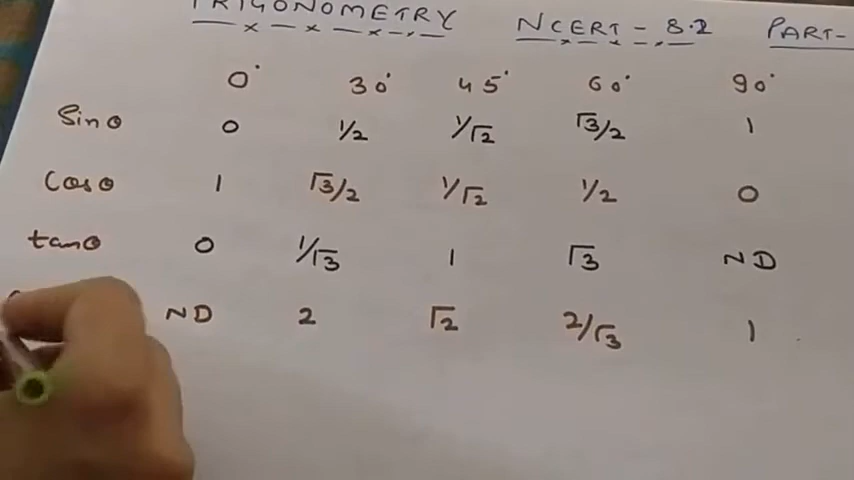 TRIGONOMETRY NCERT - 8.2 PART-
0° 30° 45° 60° 90°
Sinθ 0 1/2 1/√2 √3/2 1
Cosθ 1 √3/2 1/√2 1/2 0
tanθ 0 1/√3 1 √3 ND
ND 2 √2 2/√3 1